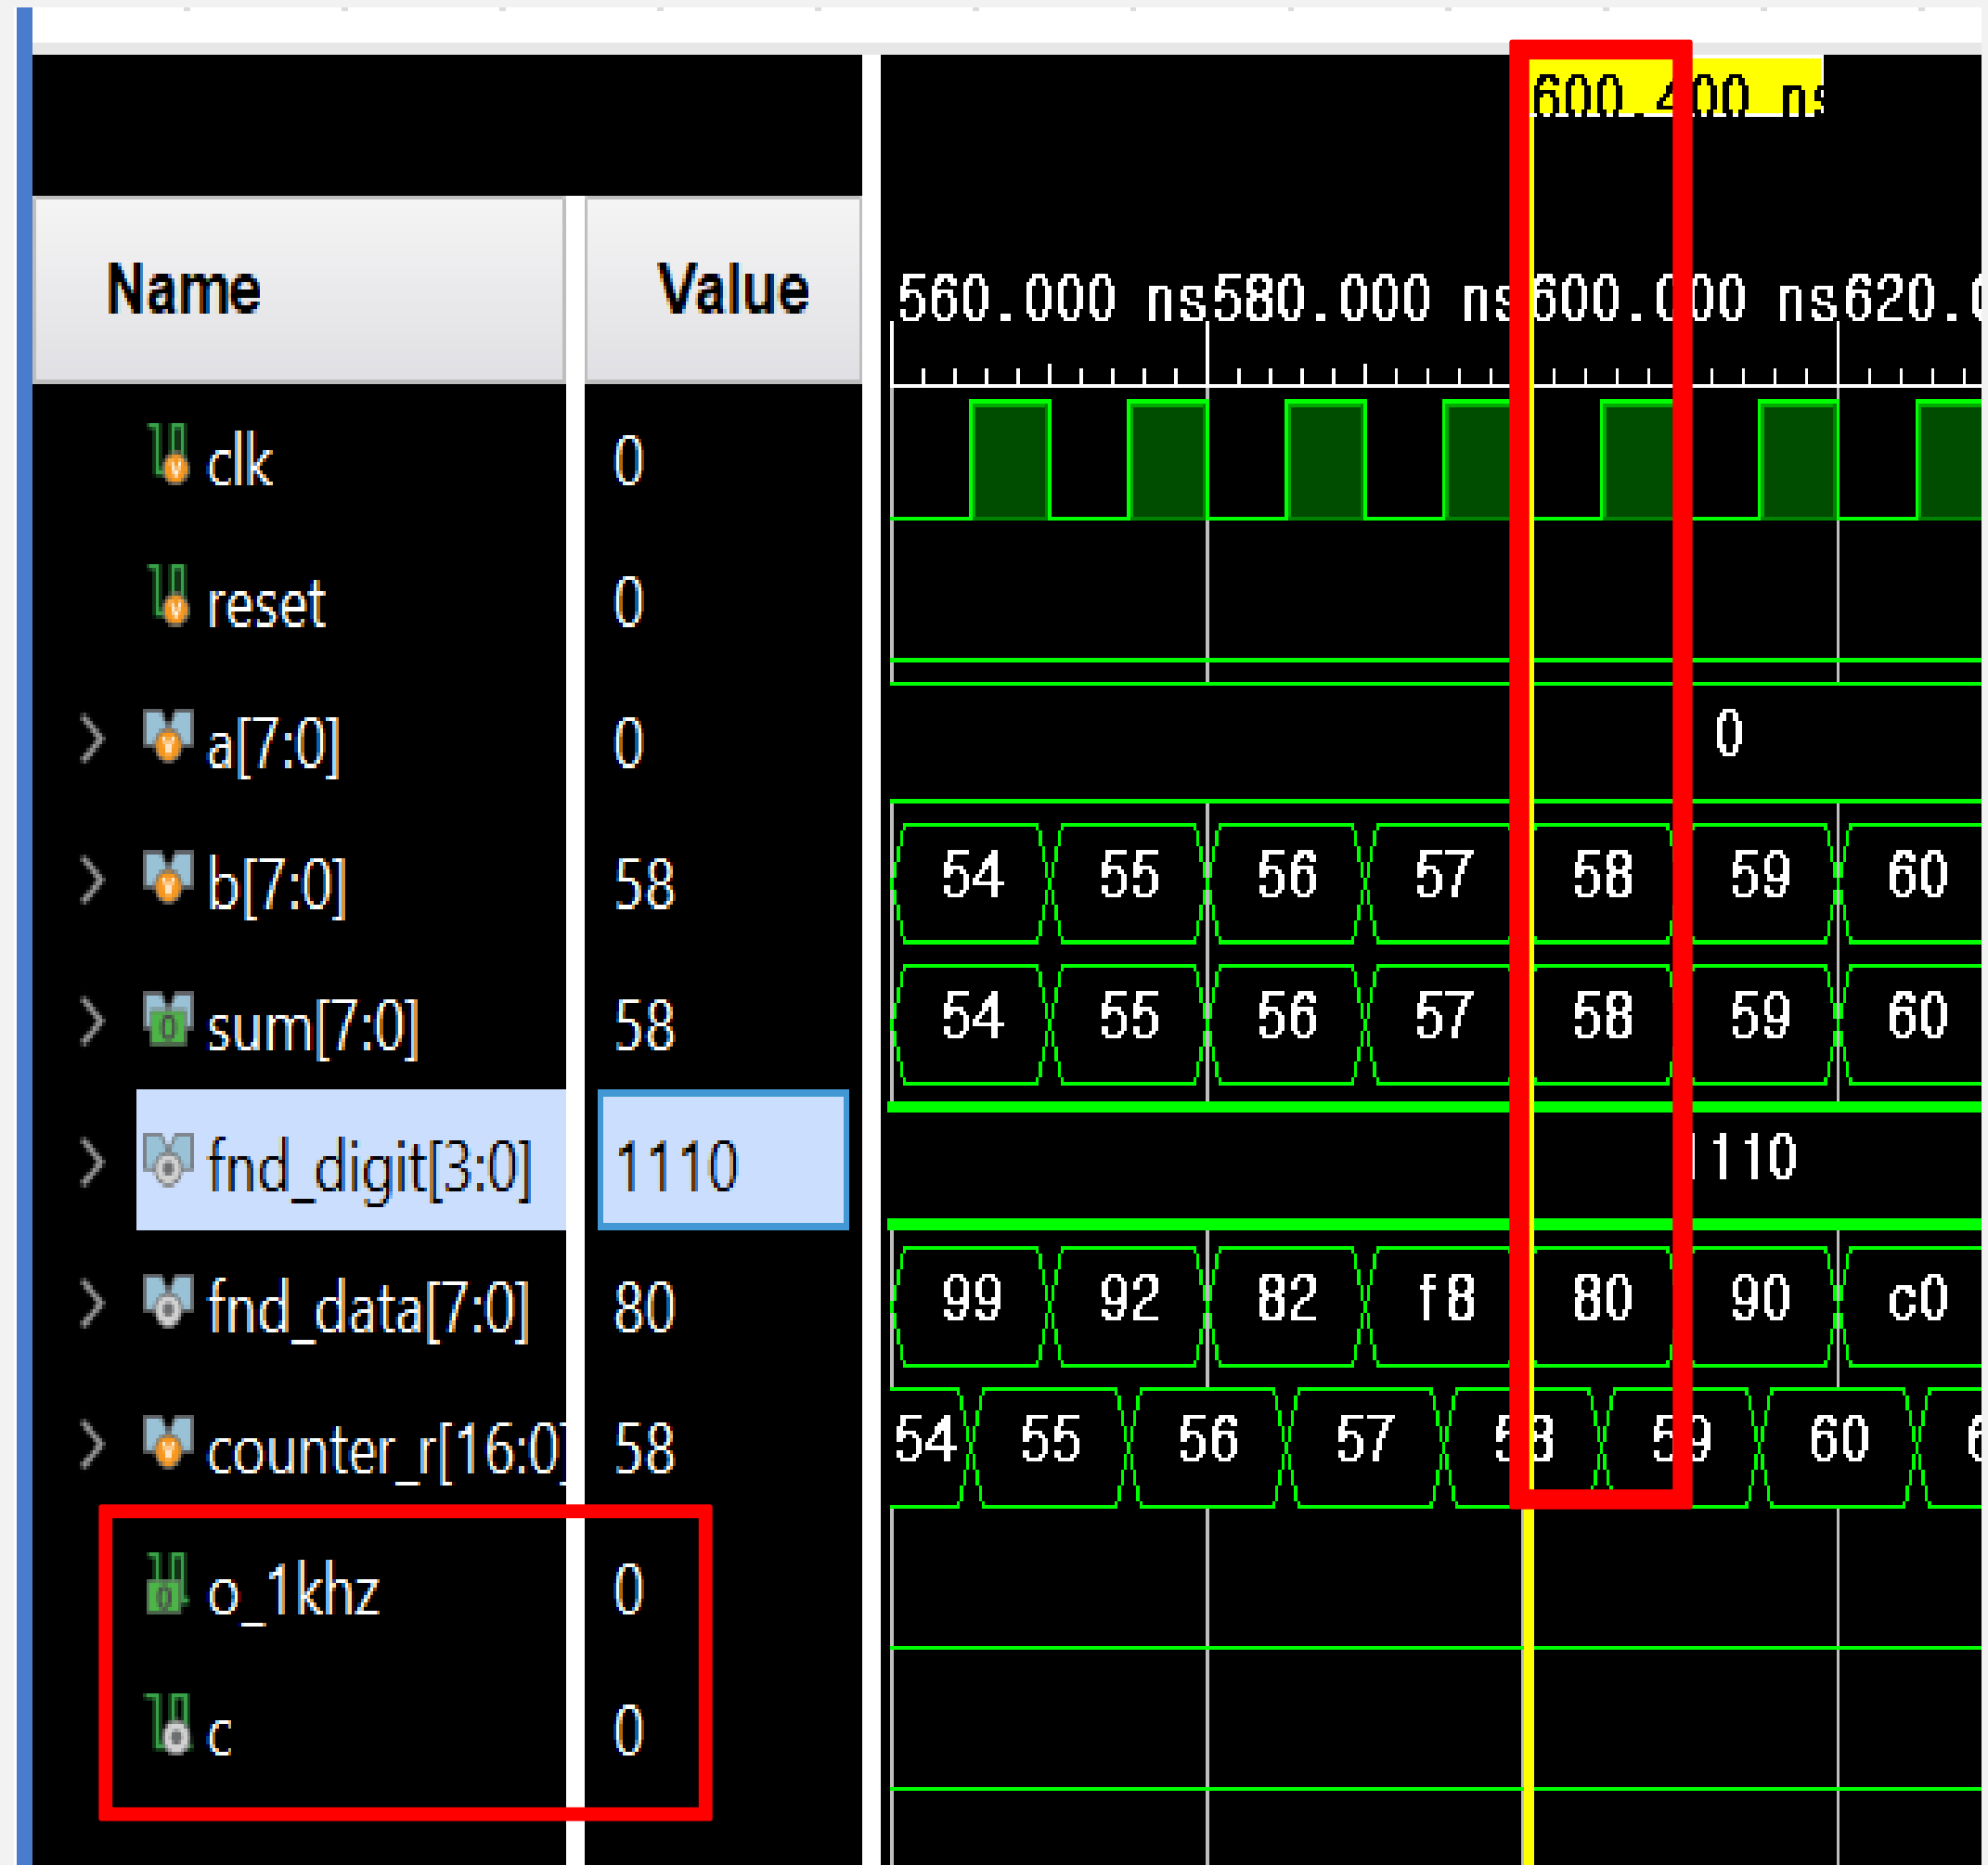 600.400 ns
Name Value 560.000 ns 580.000 ns 600.000 ns 620.0
clk 0
reset 0
a[7:0] 0 0
b[7:0] 58 54 55 56 57 58 59 60
sum[7:0] 58 54 55 56 57 58 59 60
fnd_digit[3:0] 1110 1110
fnd_data[7:0] 80 99 92 82 f8 80 90 c0
counter_r[16:0] 58 54 55 56 57 58 59 60
o_1khz 0
c 0